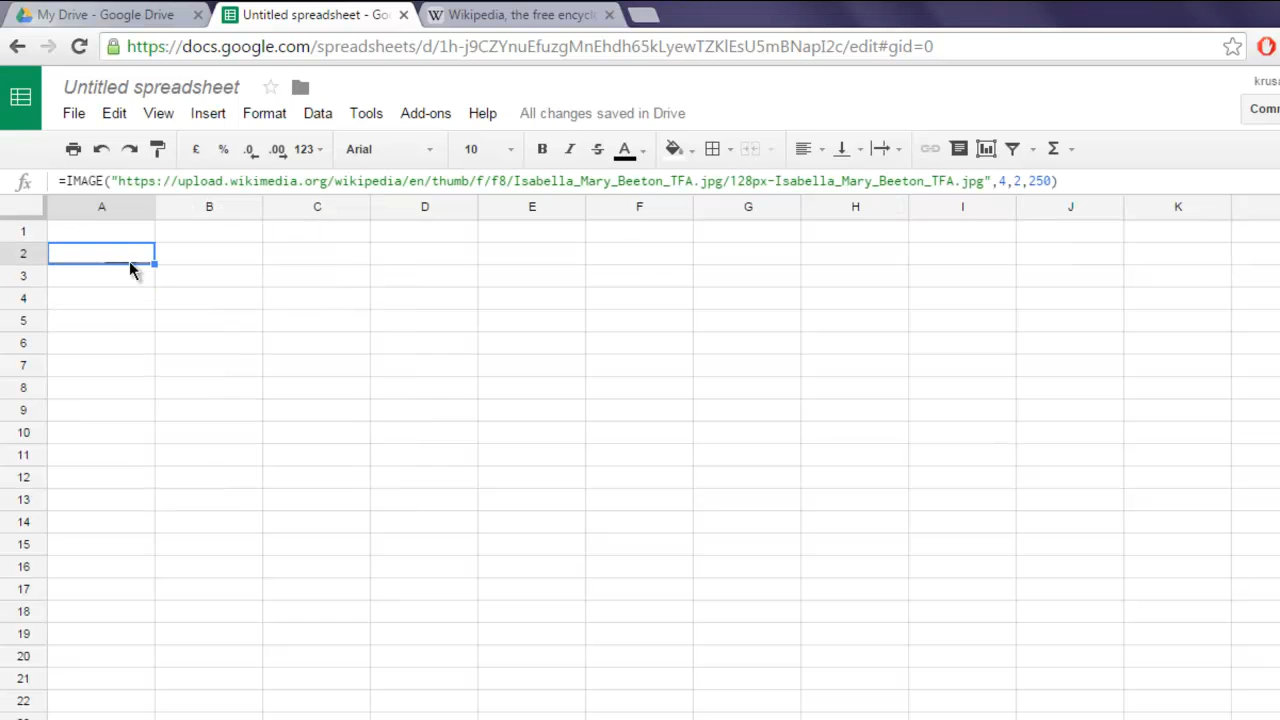 My Drive - Google Drive
Untitled spreadsheet - Go
Wikipedia, the free encycl
https://docs.google.com/spreadsheets/d/1h-j9CZYnuEfuzgMnEhdh65kLyewTZKlEsU5mBNapI2c/edit#gid=0
Untitled spreadsheet
krusa
File Edit View Insert Format Data Tools Add-ons Help All changes saved in Drive
Comm
£ % .0 .00 123 Arial 10 B I S A Σ
fx =IMAGE("https://upload.wikimedia.org/wikipedia/en/thumb/f/f8/Isabella_Mary_Beeton_TFA.jpg/128px-Isabella_Mary_Beeton_TFA.jpg",4,2,250)
A B C D E F G H I J K
1
2
3
4
5
6
7
8
9
10
11
12
13
14
15
16
17
18
19
20
21
22